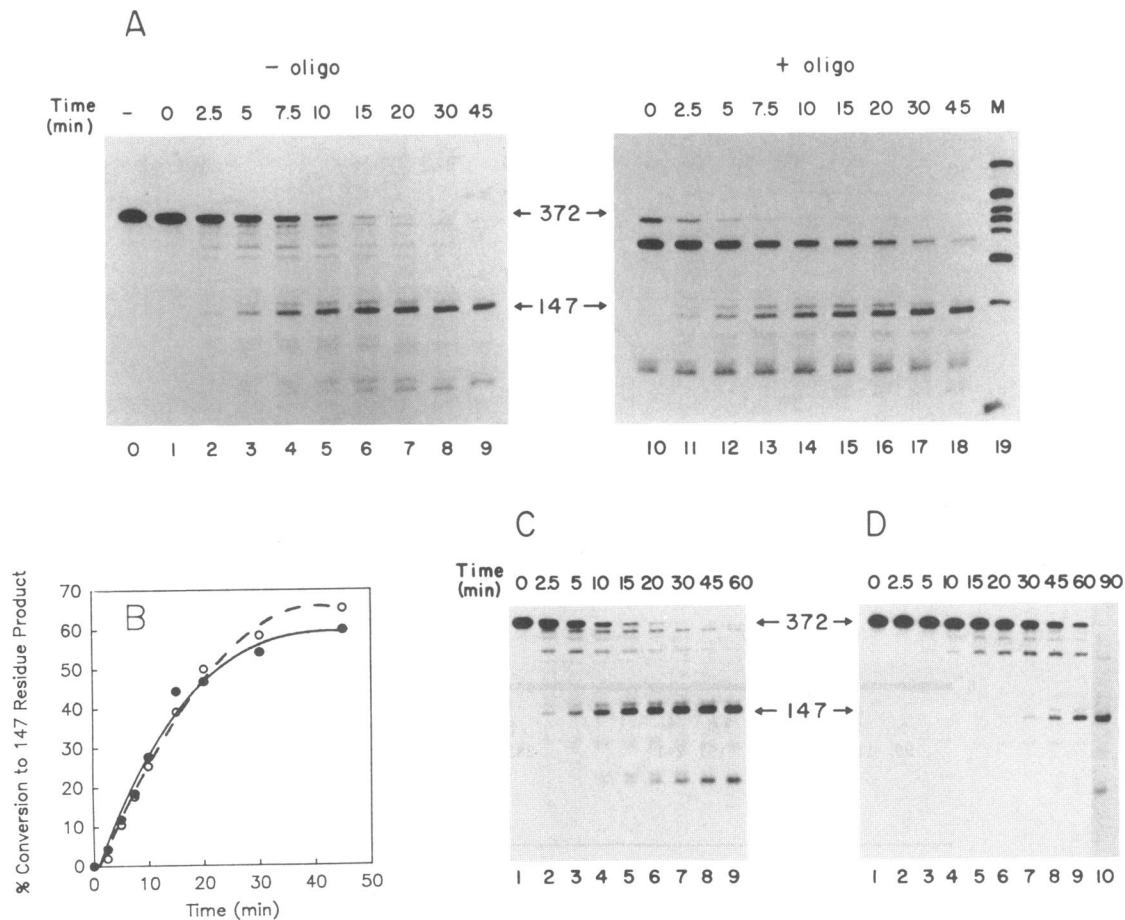 A
- oligo
+ oligo
Time (min) - 0 2.5 5 7.5 10 15 20 30 45
0 2.5 5 7.5 10 15 20 30 45 M
←372→
←147→
0 1 2 3 4 5 6 7 8 9
10 11 12 13 14 15 16 17 18 19
B
% Conversion to 147 Residue Product
70
60
50
40
30
20
10
0
0 10 20 30 40 50
Time (min)
C
D
Time (min) 0 2.5 5 10 15 20 30 45 60
0 2.5 5 10 15 20 30 45 60 90
←372→
←147→
1 2 3 4 5 6 7 8 9
1 2 3 4 5 6 7 8 9 10